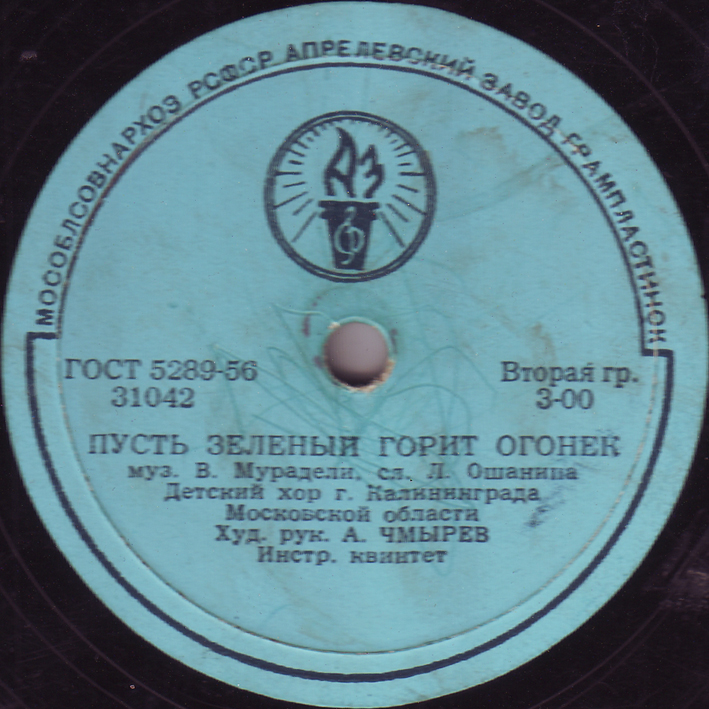 МОСОБЛСОВНАРХОЗ РСФСР АПРЕЛЕВСКИЙ ЗАВОД ГРАМПЛАСТИНОК
АЗ
ГОСТ 5289-56
31042
Вторая гр.
3-00
ПУСТЬ ЗЕЛЕНЫЙ ГОРИТ ОГОНЕК
муз. В. Мурадели, сл. Л. Ошанина
Детский хор г. Калининграда
Московской области
Худ. рук. А. ЧМЫРЕВ
Инстр. квинтет